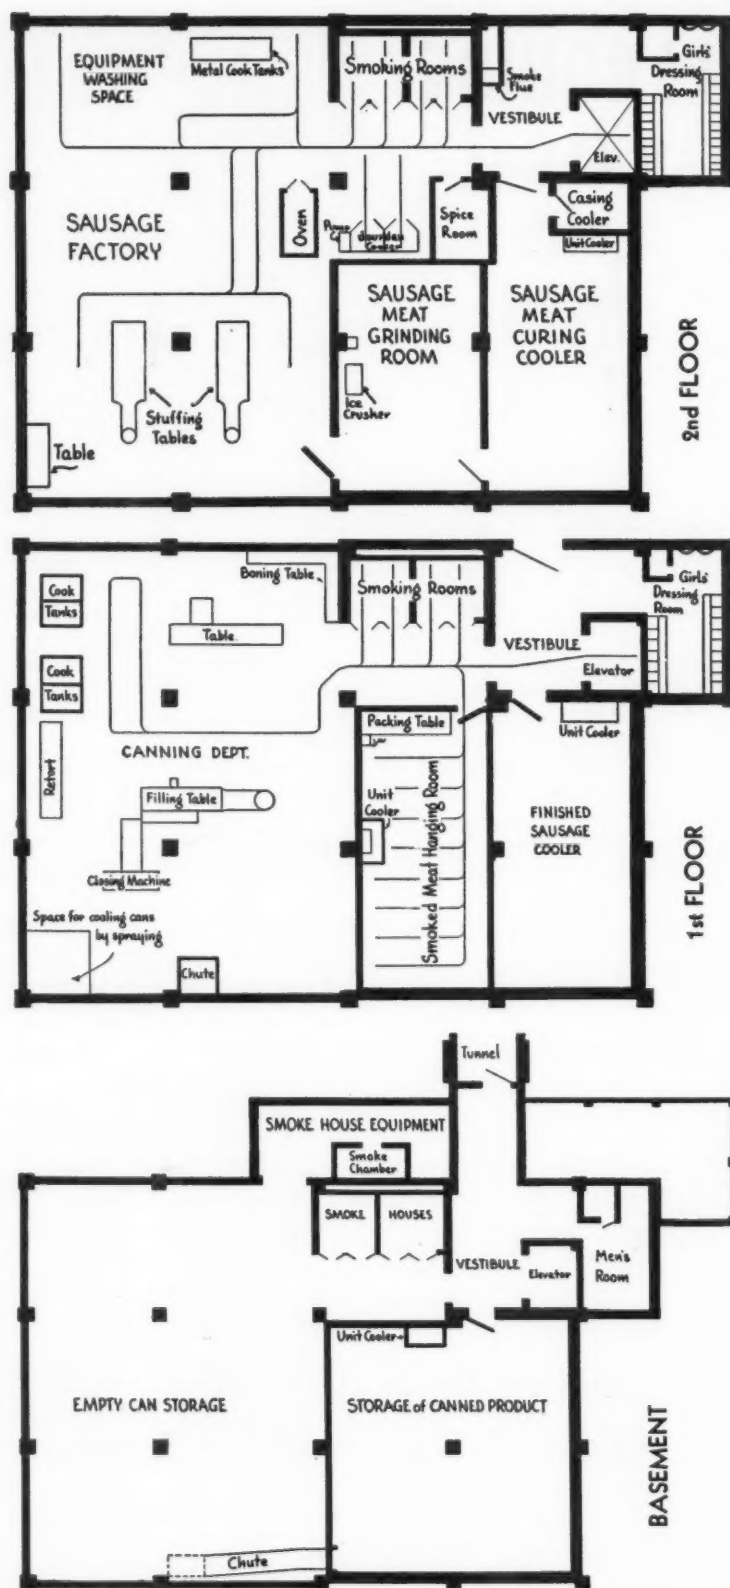 EQUIPMENT
WASHING
SPACE
Metal Cook Tanks
Smoking Rooms
Smoke
Flue
VESTIBULE
Girls'
Dressing
Room
Elev.
SAUSAGE
FACTORY
Oven
Spice
Room
Casing
Cooler
Unit Cooler
SAUSAGE
MEAT
GRINDING
ROOM
SAUSAGE
MEAT
CURING
COOLER
Ice
Crusher
Stuffing
Tables
Table
2nd FLOOR
Cook
Tanks
Boning Table
Smoking Rooms
Girls'
Dressing
Room
Table
VESTIBULE
Elevator
Cook
Tanks
Packing Table
Unit Cooler
CANNING DEPT.
Retort
Filling Table
Unit
Cooler
Smoked Meat Hanging Room
FINISHED
SAUSAGE
COOLER
Closing Machine
Space for cooling cans
by spraying
Chute
1st FLOOR
Tunnel
SMOKE HOUSE EQUIPMENT
Smoke
Chamber
SMOKE HOUSES
VESTIBULE
Elevator
Men's
Room
Unit Cooler
EMPTY CAN STORAGE
STORAGE of CANNED PRODUCT
Chute
BASEMENT